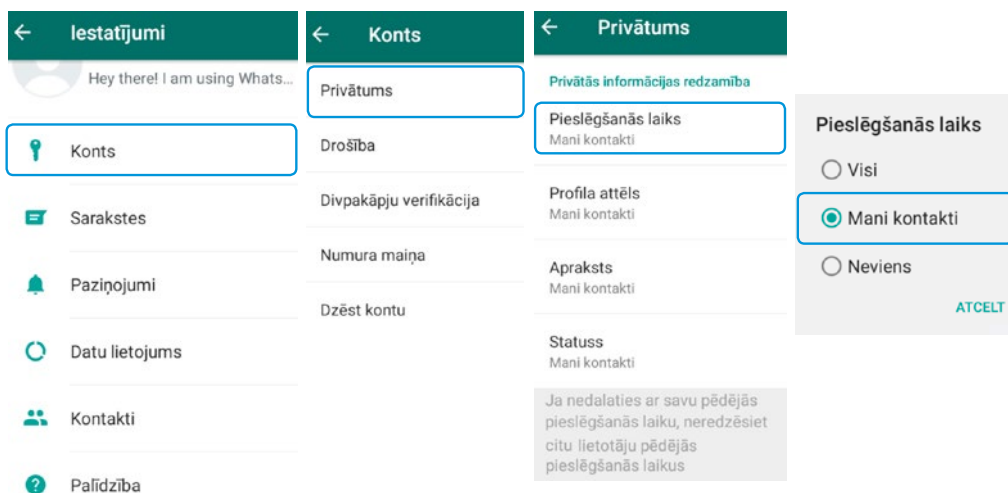 Iestatījumi
Hey there! I am using Whats...
Konts
Sarakstes
Paziņojumi
Datu lietojums
Kontakti
Palīdzība
Konts
Privātums
Drošība
Divpakāpju verifikācija
Numura maiņa
Dzēst kontu
Privātums
Privātās informācijas redzamība
Pieslēgšanās laiks
Mani kontakti
Profila attēls
Mani kontakti
Apraksts
Mani kontakti
Statuss
Mani kontakti
Ja nedalaties ar savu pēdējās
pieslēgšanās laiku, neredzēsiet
citu lietotāju pēdējās
pieslēgšanās laikus
Pieslēgšanās laiks
Visi
Mani kontakti
Neviens
ATCELT